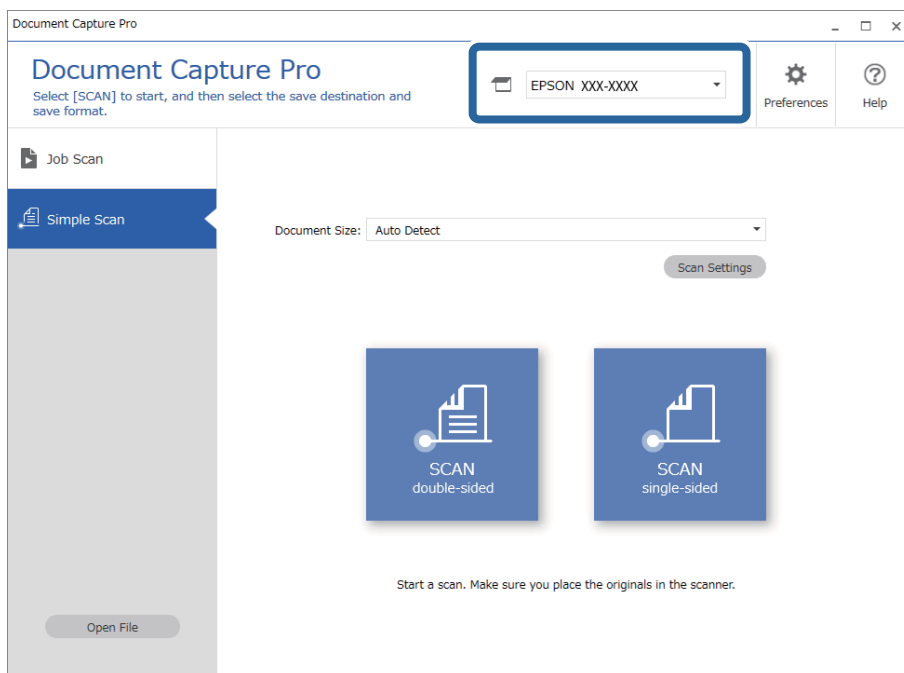 Document Capture Pro
Document Capture Pro
Select [SCAN] to start, and then select the save destination and
save format.
EPSON XXX-XXXX
Preferences
Help
Job Scan
Simple Scan
Document Size: Auto Detect
Scan Settings
SCAN
double-sided
SCAN
single-sided
Start a scan. Make sure you place the originals in the scanner.
Open File